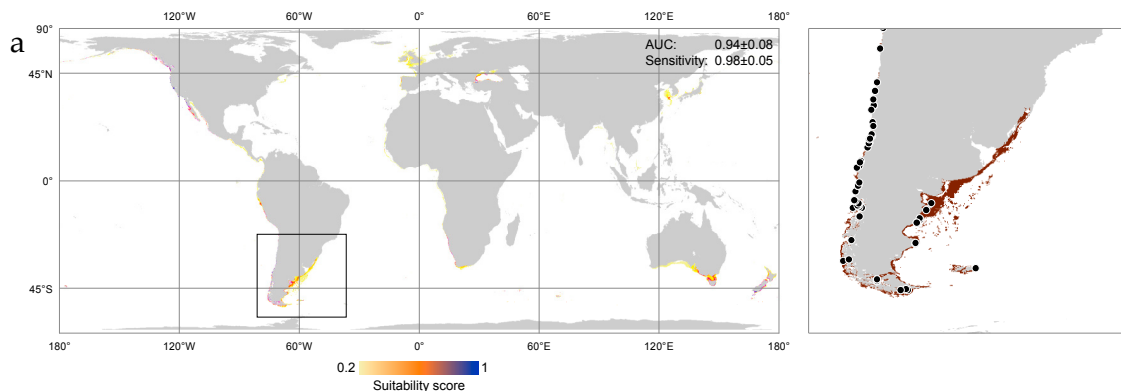 120°W 60°W 0° 60°E 120°E 180°
a
90°
AUC: 0.94±0.08
Sensitivity: 0.98±0.05
45°N
0°
45°S
180° 120°W 60°W 0° 60°E 120°E 180°
0.2 1
Suitability score